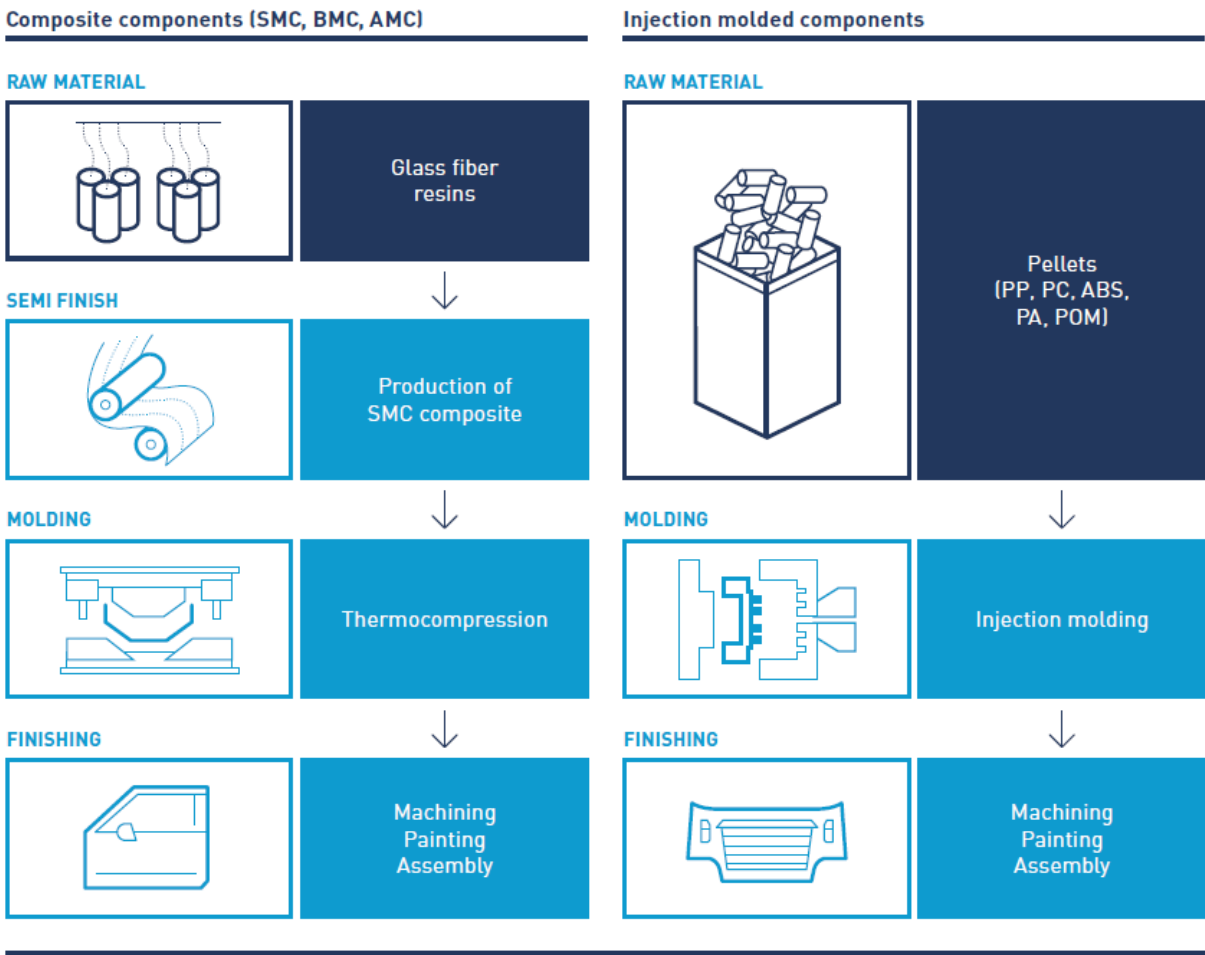 Composite components (SMC, BMC, AMC)
RAW MATERIAL
Glass fiber
resins
SEMI FINISH
Production of
SMC composite
MOLDING
Thermocompression
FINISHING
Machining
Painting
Assembly
Injection molded components
RAW MATERIAL
Pellets
(PP, PC, ABS,
PA, POM)
MOLDING
Injection molding
FINISHING
Machining
Painting
Assembly